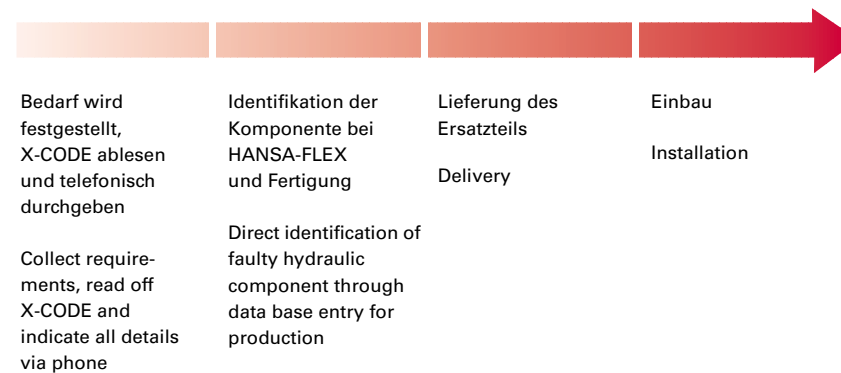 Bedarf wird
festgestellt,
X-CODE ablesen
und telefonisch
durchgeben
Collect require-
ments, read off
X-CODE and
indicate all details
via phone
Identifikation der
Komponente bei
HANSA-FLEX
und Fertigung
Direct identification of
faulty hydraulic
component through
data base entry for
production
Lieferung des
Ersatzteils
Delivery
Einbau
Installation